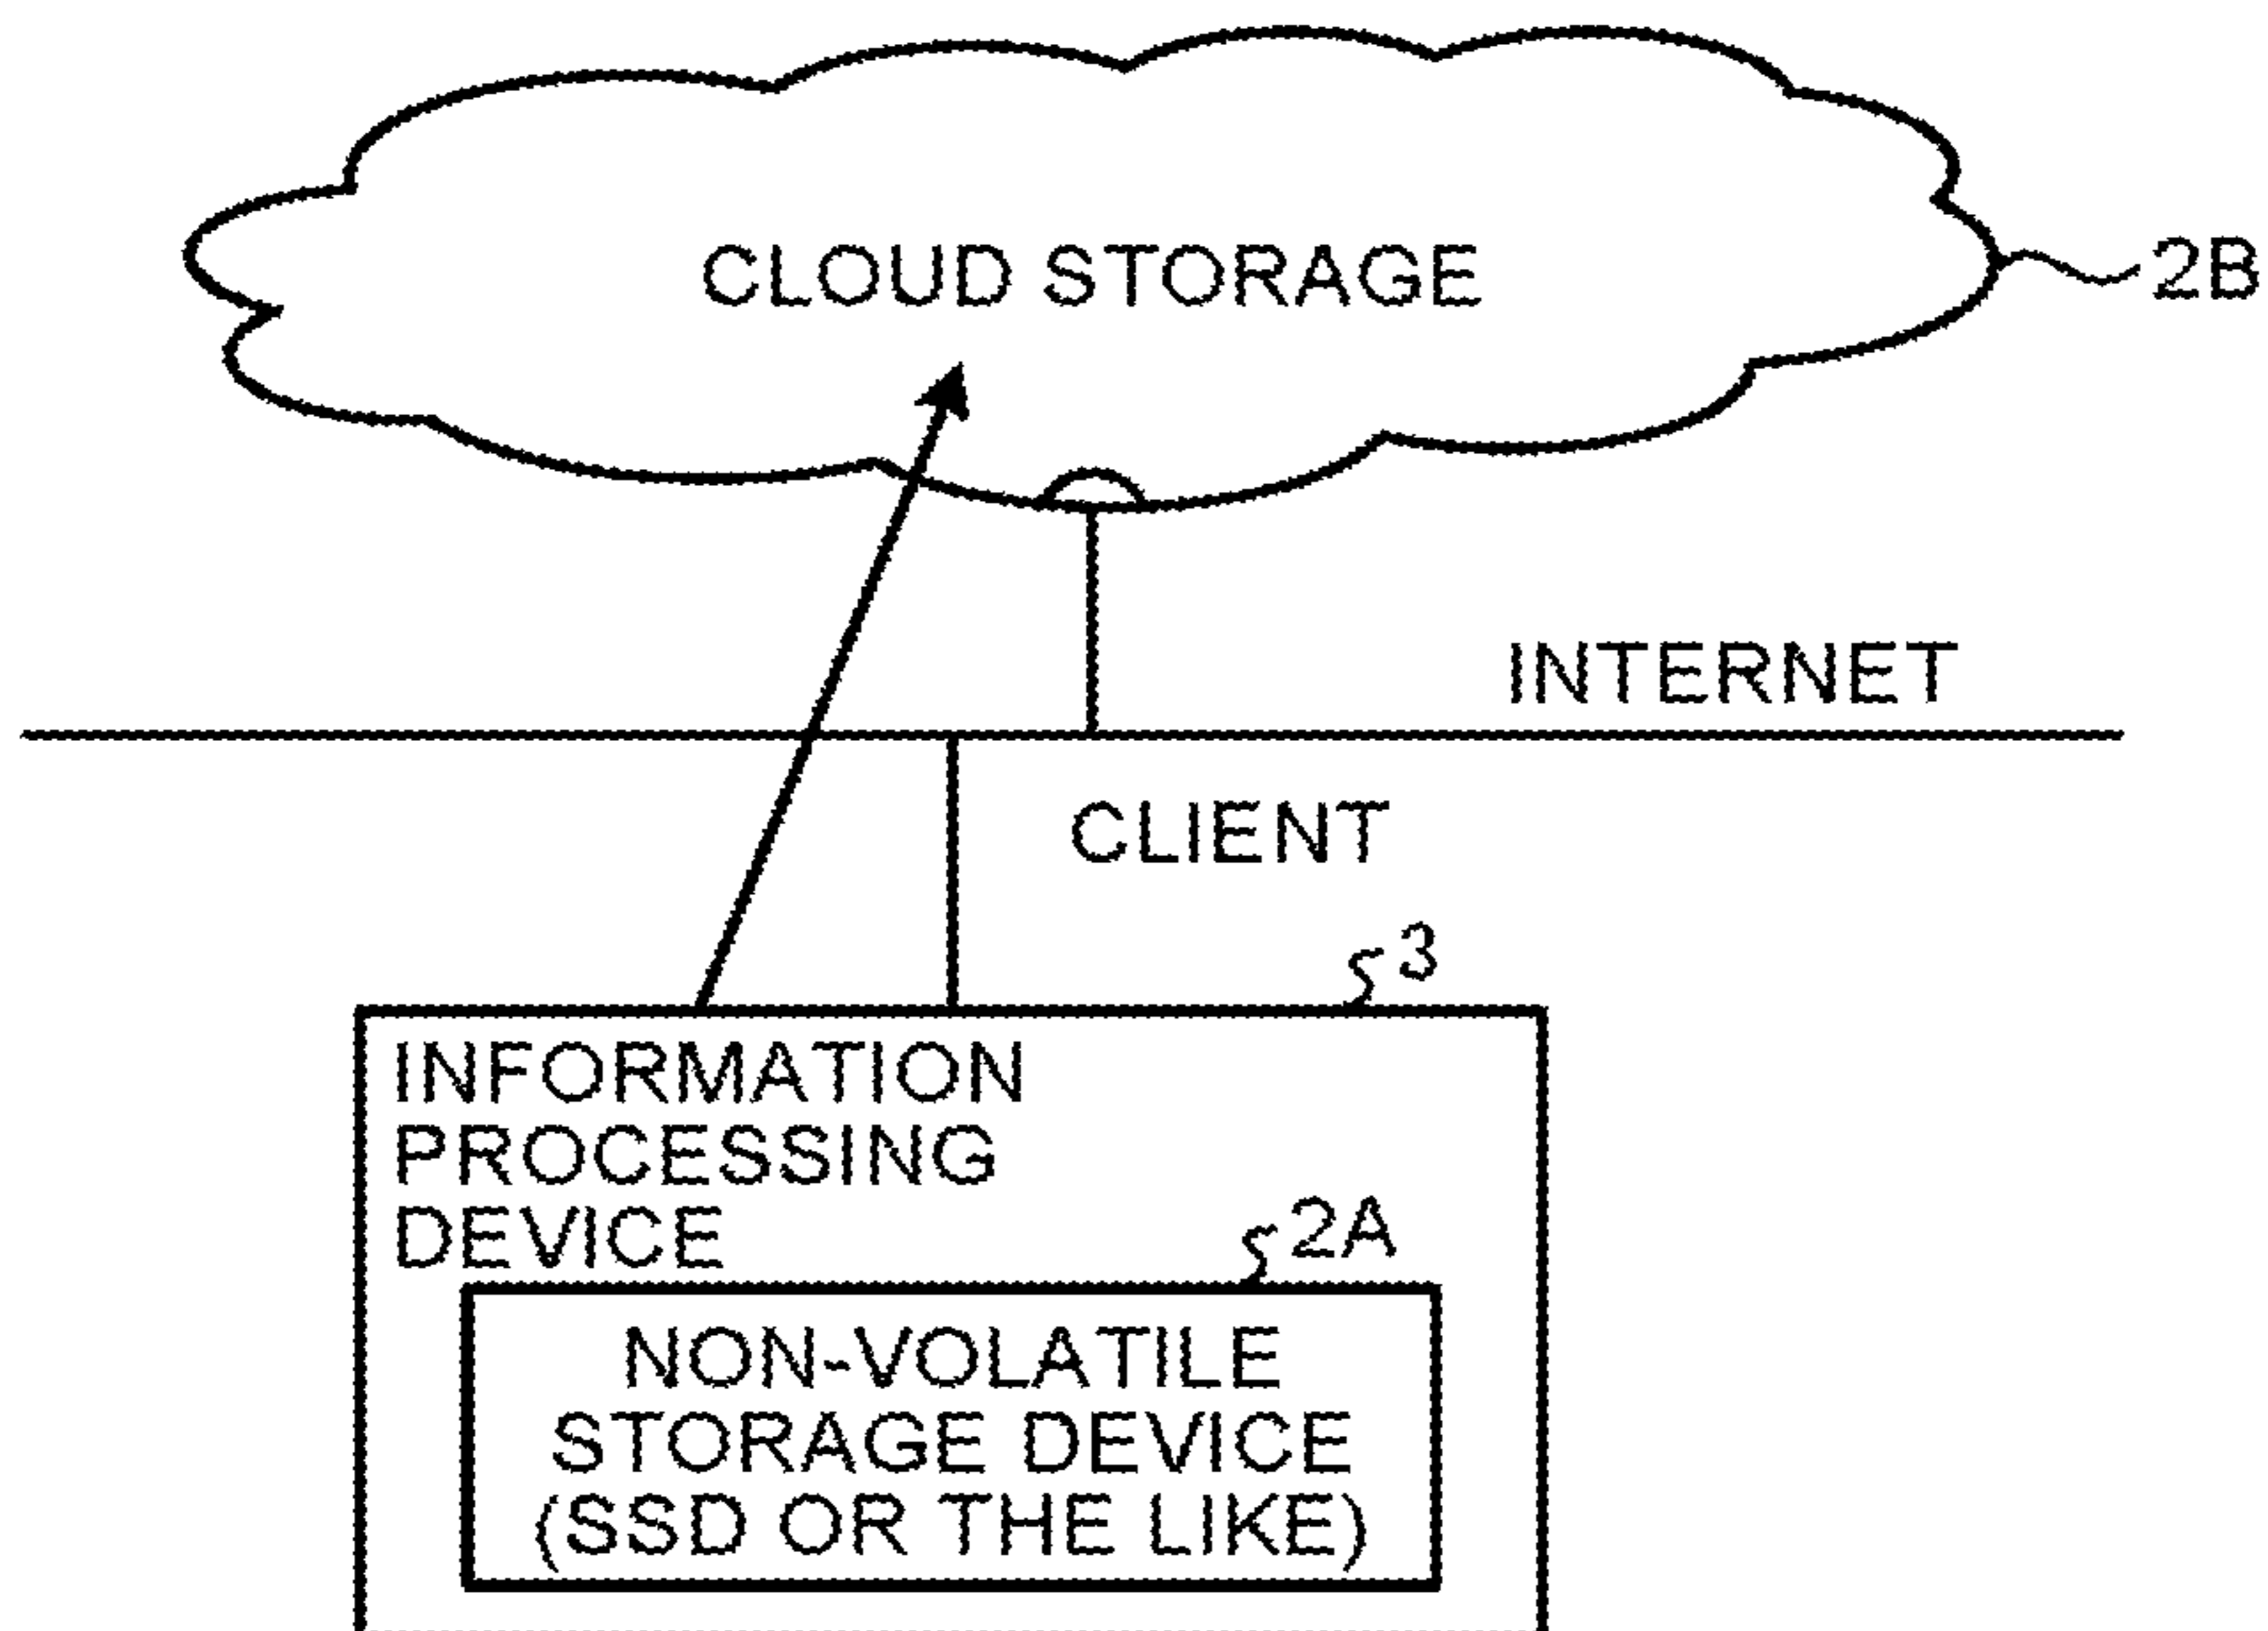 CLOUD STORAGE
2B
INTERNET
CLIENT
3
INFORMATION
PROCESSING
DEVICE
2A
NON-VOLATILE
STORAGE DEVICE
(SSD OR THE LIKE)